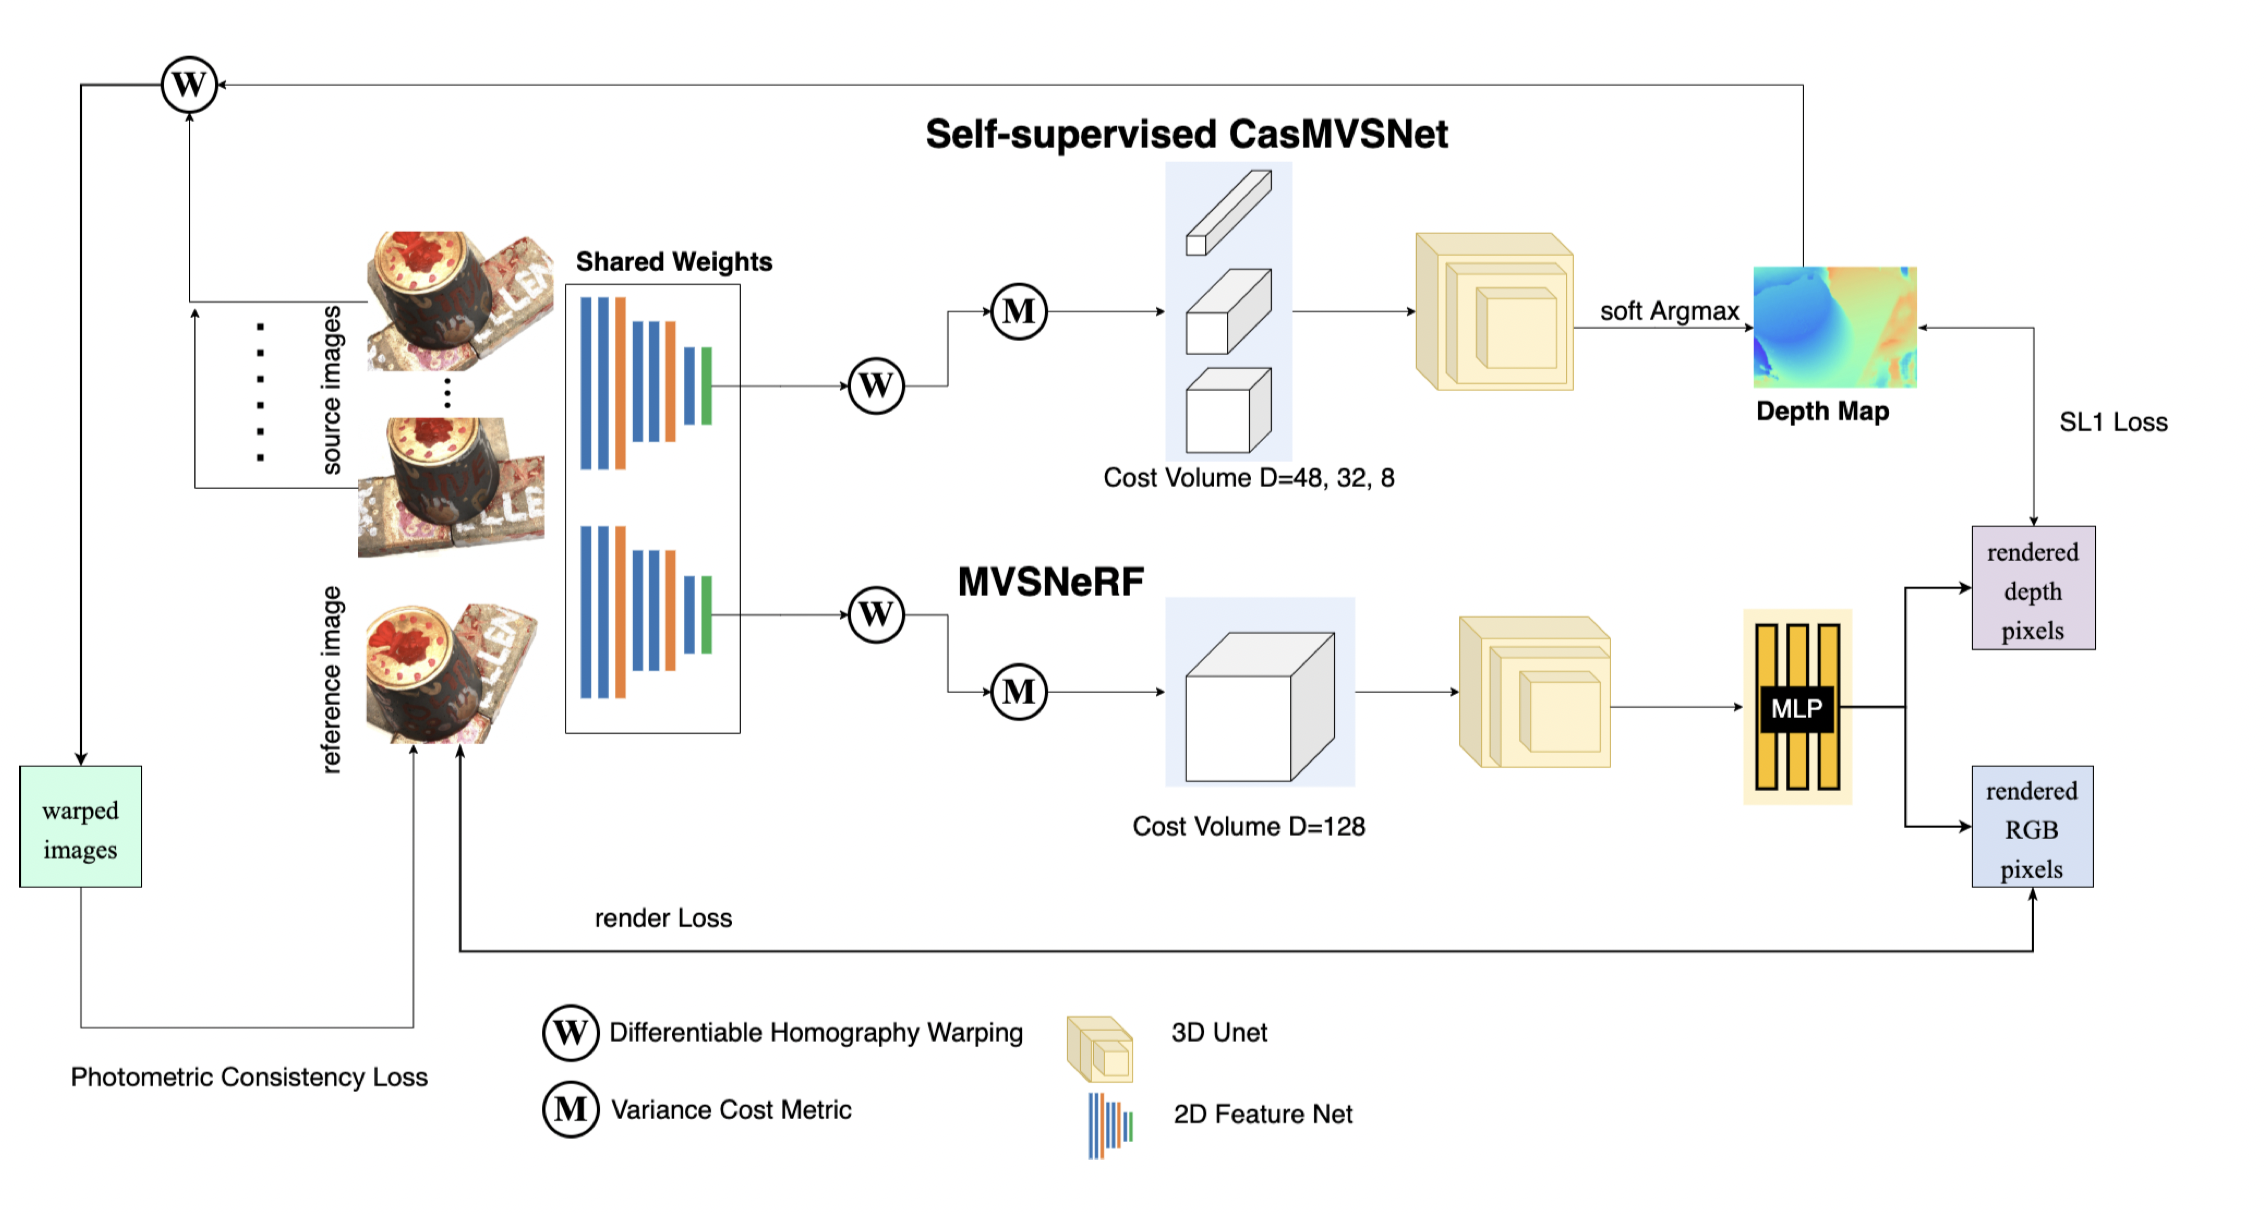 W
Self-supervised CasMVSNet
Shared Weights
source images
W
M
soft Argmax
Depth Map
SL1 Loss
Cost Volume D=48, 32, 8
reference image
W
M
MVSNeRF
Cost Volume D=128
MLP
rendered
depth
pixels
rendered
RGB
pixels
warped
images
render Loss
Photometric Consistency Loss
W Differentiable Homography Warping
3D Unet
M Variance Cost Metric
2D Feature Net